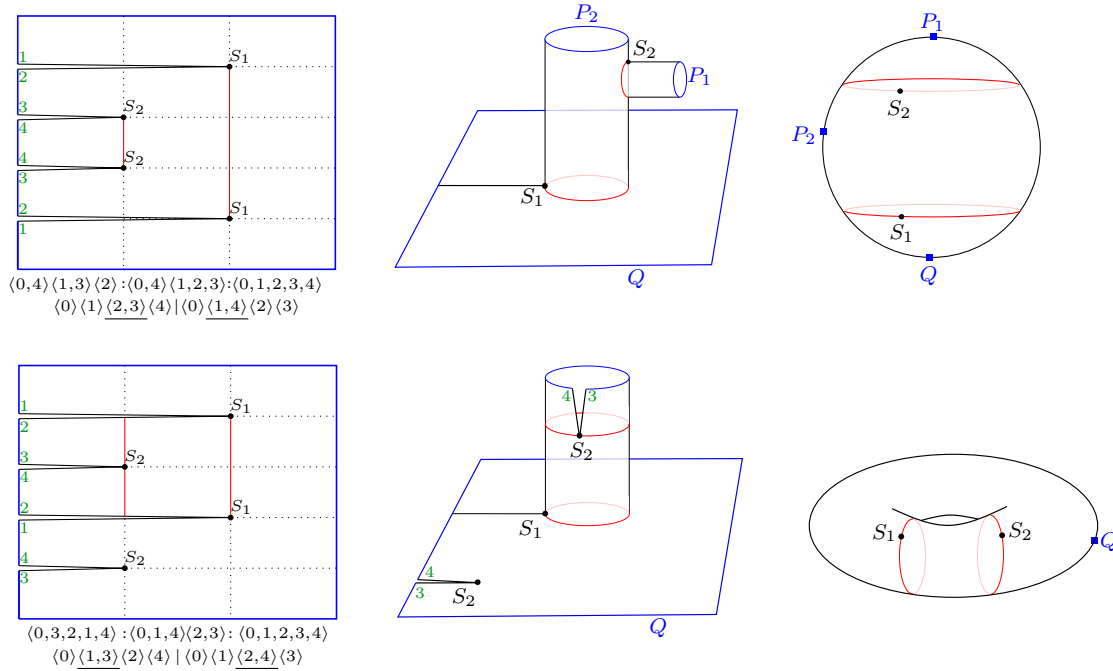 1
S₁
2
3
S₂
4
4
S₂
3
2
S₁
1
⟨0,4⟩⟨1,3⟩⟨2⟩:⟨0,4⟩⟨1,2,3⟩:⟨0,1,2,3,4⟩
⟨0⟩⟨1⟩⟨2,3⟩⟨4⟩|⟨0⟩⟨1,4⟩⟨2⟩⟨3⟩
P₂
S₂
P₁
S₁
Q
P₁
S₂
P₂
S₁
Q
1
S₁
2
3
S₂
4
2
S₁
1
4
S₂
3
⟨0,3,2,1,4⟩:⟨0,1,4⟩⟨2,3⟩:⟨0,1,2,3,4⟩
⟨0⟩⟨1,3⟩⟨2⟩⟨4⟩|⟨0⟩⟨1⟩⟨2,4⟩⟨3⟩
4 3
S₂
S₁
4
3 S₂
Q
S₁ S₂
Q